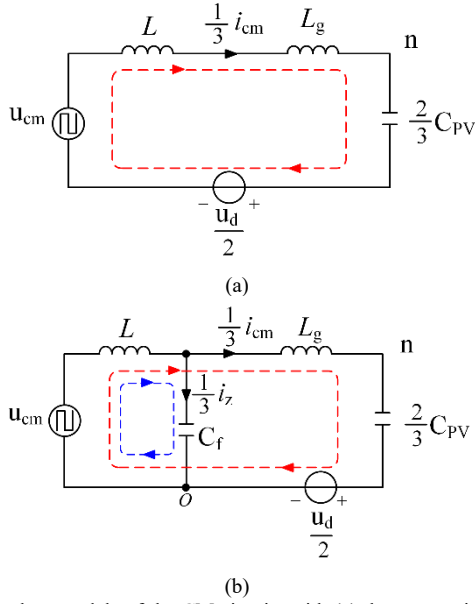 L
1/3 i_cm
L_g
n
u_cm
2/3 C_PV
− +
u_d/2
(a)
L
1/3 i_cm
L_g
n
1/3 i_z
u_cm
C_f
2/3 C_PV
o
− +
u_d/2
(b)